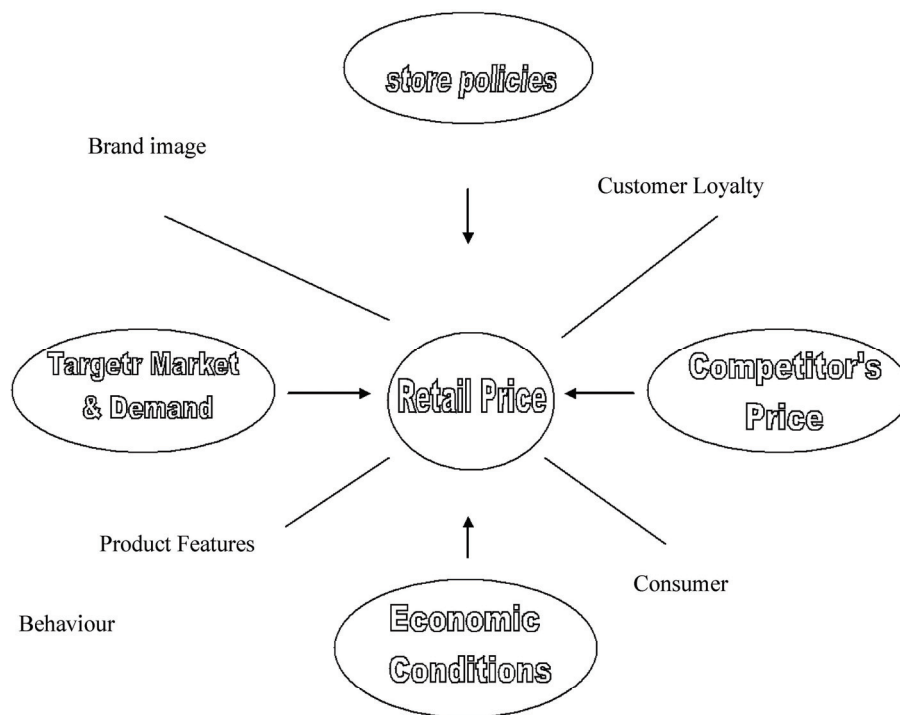 store policies
Brand image
Customer Loyalty
Targetr Market
& Demand
Retail Price
Competitor's
Price
Product Features
Consumer
Behaviour
Economic
Conditions